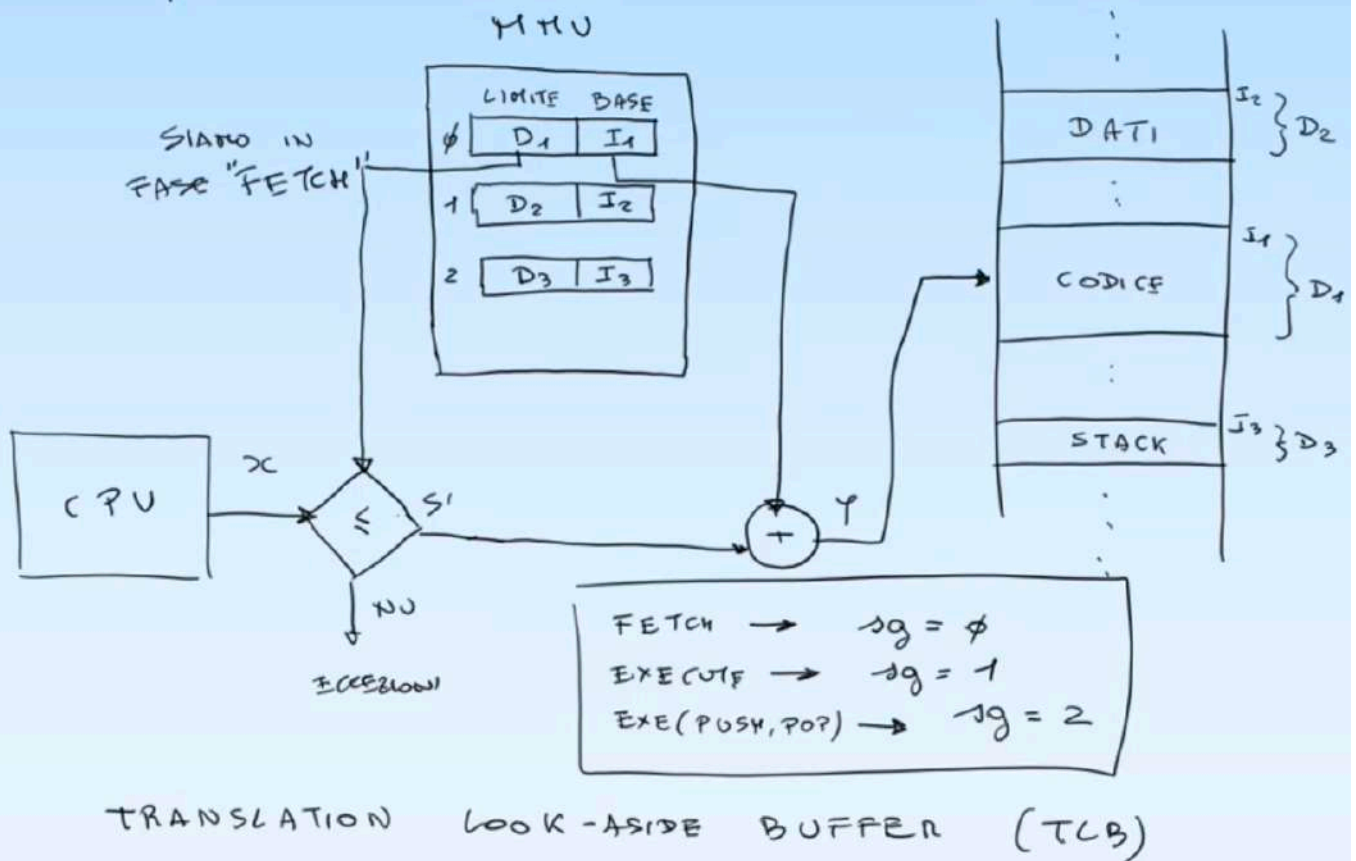 MMU
LIMITE BASE
SIAMO IN
FASE "FETCH"
0 D1 I1
1 D2 I2
2 D3 I3
DATI
I2
D2
CODICE
I1
D1
STACK
I3
D3
CPU
x
≤
SI
NO
ECCEZIONI
+
Y
FETCH → sg = 0
EXECUTE → sg = 1
EXE(PUSH, POP) → sg = 2
TRANSLATION LOOK-ASIDE BUFFER (TLB)